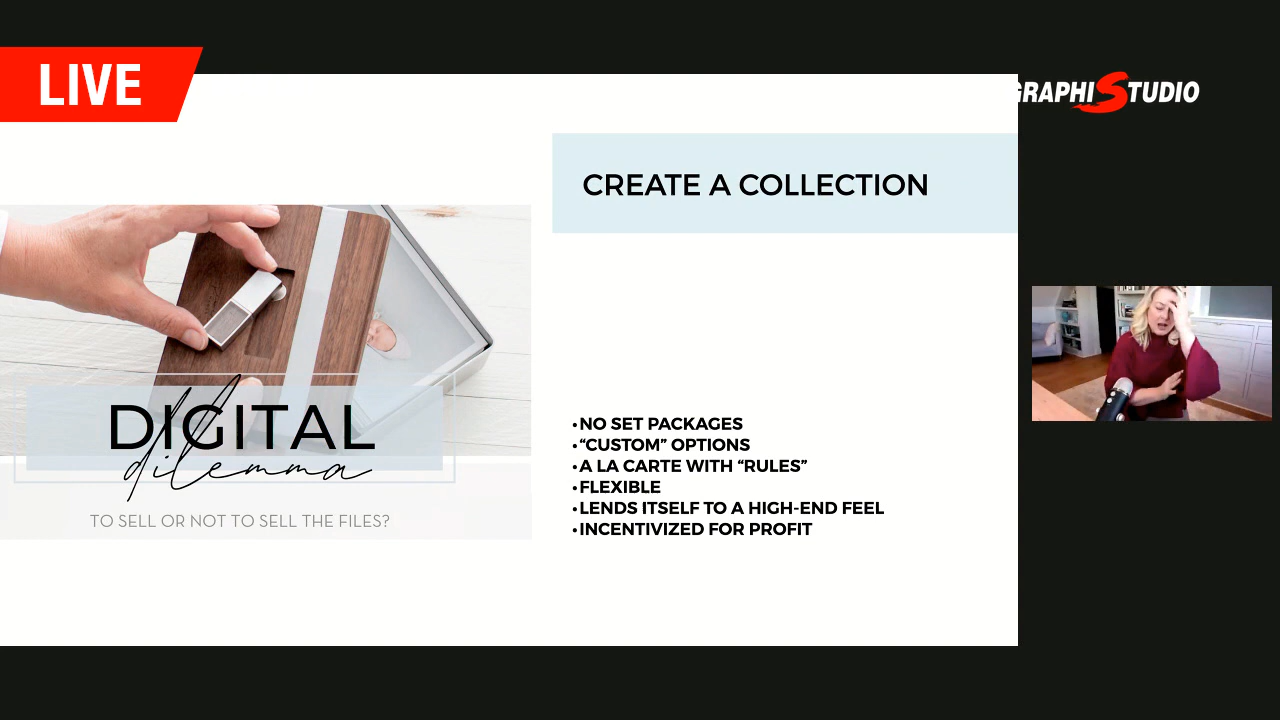 LIVE
GRAPHISTUDIO
CREATE A COLLECTION
DIGITAL
dilemma
TO SELL OR NOT TO SELL THE FILES?
•NO SET PACKAGES
•“CUSTOM” OPTIONS
•A LA CARTE WITH “RULES”
•FLEXIBLE
•LENDS ITSELF TO A HIGH-END FEEL
•INCENTIVIZED FOR PROFIT